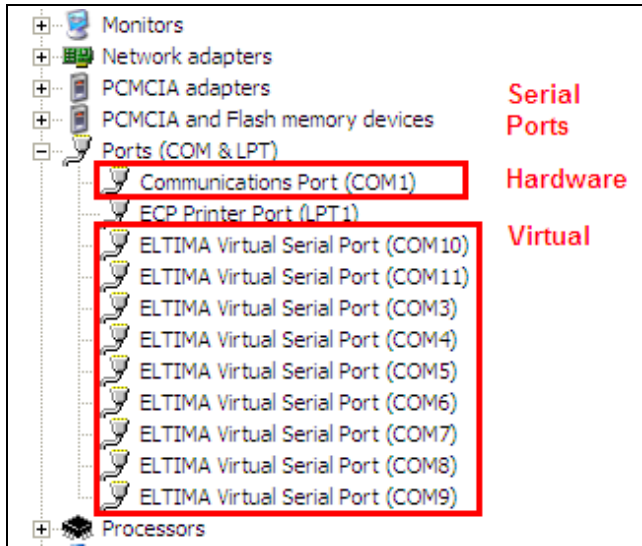 Monitors
Network adapters
PCMCIA adapters
PCMCIA and Flash memory devices
Serial
Ports
Ports (COM & LPT)
Communications Port (COM1)
Hardware
ECP Printer Port (LPT1)
Virtual
ELTIMA Virtual Serial Port (COM10)
ELTIMA Virtual Serial Port (COM11)
ELTIMA Virtual Serial Port (COM3)
ELTIMA Virtual Serial Port (COM4)
ELTIMA Virtual Serial Port (COM5)
ELTIMA Virtual Serial Port (COM6)
ELTIMA Virtual Serial Port (COM7)
ELTIMA Virtual Serial Port (COM8)
ELTIMA Virtual Serial Port (COM9)
Processors